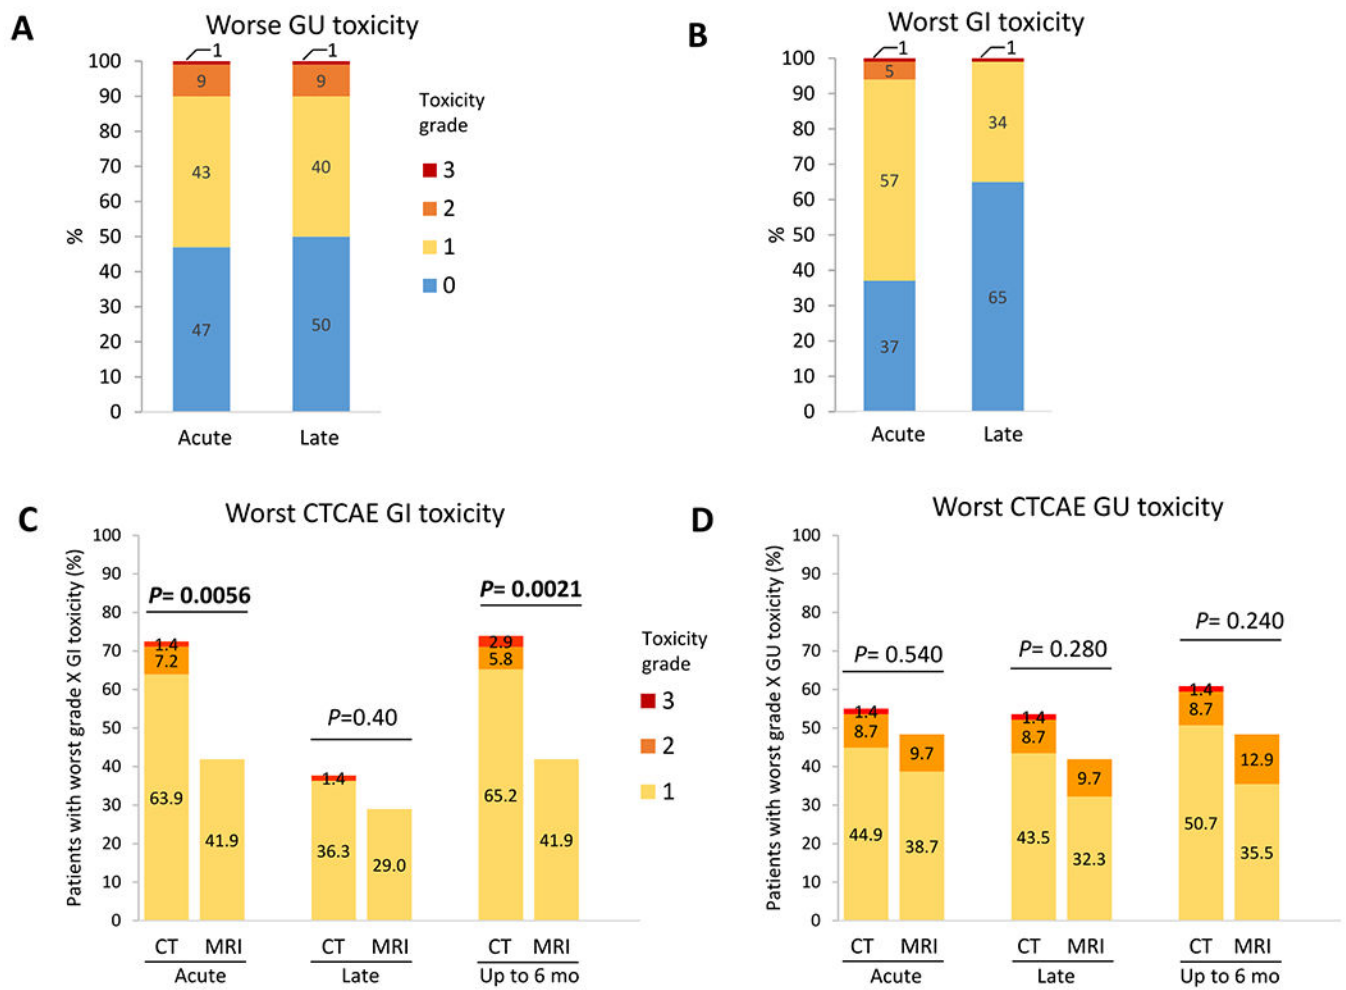 A
Worse GU toxicity
1
1
100
90
80
70
60
50
40
30
20
10
0
%
9
9
43
40
47
50
Acute
Late
Toxicity
grade
3
2
1
0
B
Worst GI toxicity
1
1
100
90
80
70
60
50
40
30
20
10
0
%
5
57
34
37
65
Acute
Late
C
Worst CTCAE GI toxicity
Patients with worst grade X GI toxicity (%)
100
90
80
70
60
50
40
30
20
10
0
P= 0.0056
P=0.40
P= 0.0021
1.4
7.2
63.9
41.9
1.4
36.3
29.0
2.9
5.8
65.2
41.9
CT MRI
CT MRI
CT MRI
Acute
Late
Up to 6 mo
Toxicity
grade
3
2
1
D
Worst CTCAE GU toxicity
Patients with worst grade X GU toxicity (%)
100
90
80
70
60
50
40
30
20
10
0
P= 0.540
P= 0.280
P= 0.240
1.4
8.7
44.9
9.7
38.7
1.4
8.7
43.5
9.7
32.3
1.4
8.7
50.7
12.9
35.5
CT MRI
CT MRI
CT MRI
Acute
Late
Up to 6 mo